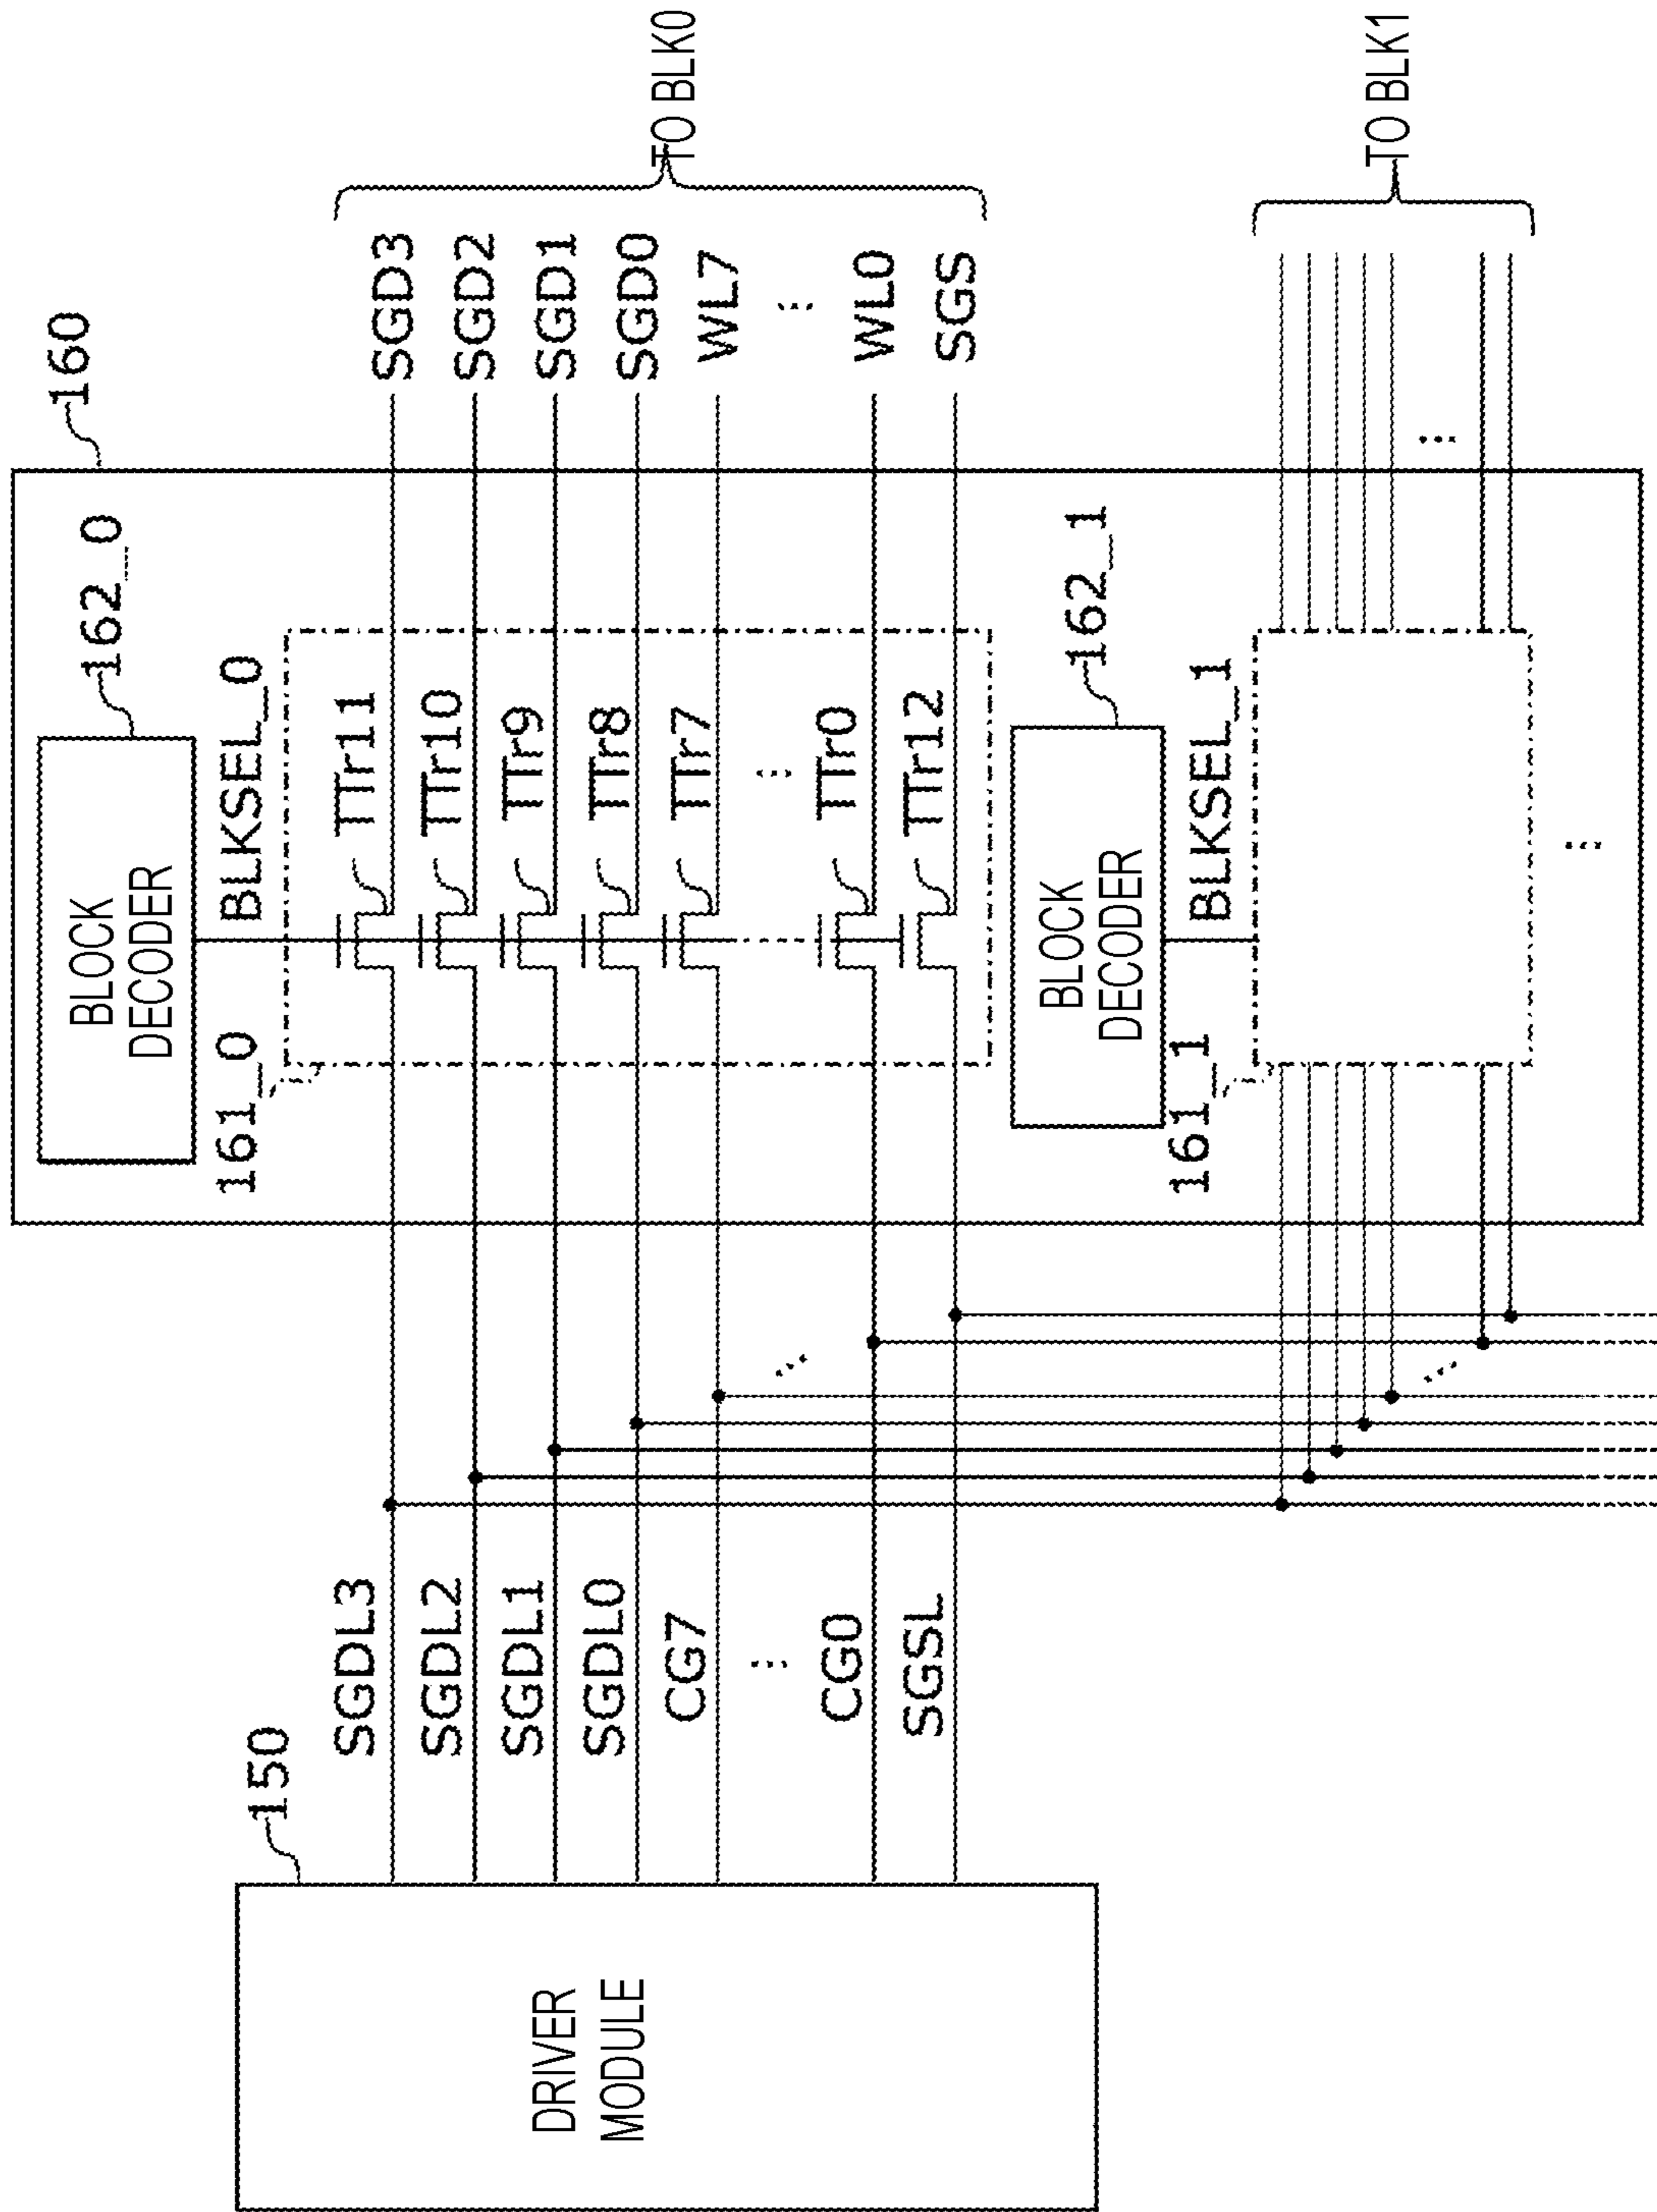 160
162_0
BLOCK
DECODER
BLKSEL_0
161_0
150
DRIVER
MODULE
SGDL3
TTr11
SGD3
SGDL2
TTr10
SGD2
SGDL1
TTr9
SGD1
SGDL0
TTr8
SGD0
CG7
TTr7
WL7
...
...
...
CG0
TTr0
WL0
SGSL
TTr12
SGS
TO BLK0
162_1
BLOCK
DECODER
BLKSEL_1
161_1
TO BLK1
...
...
...
...